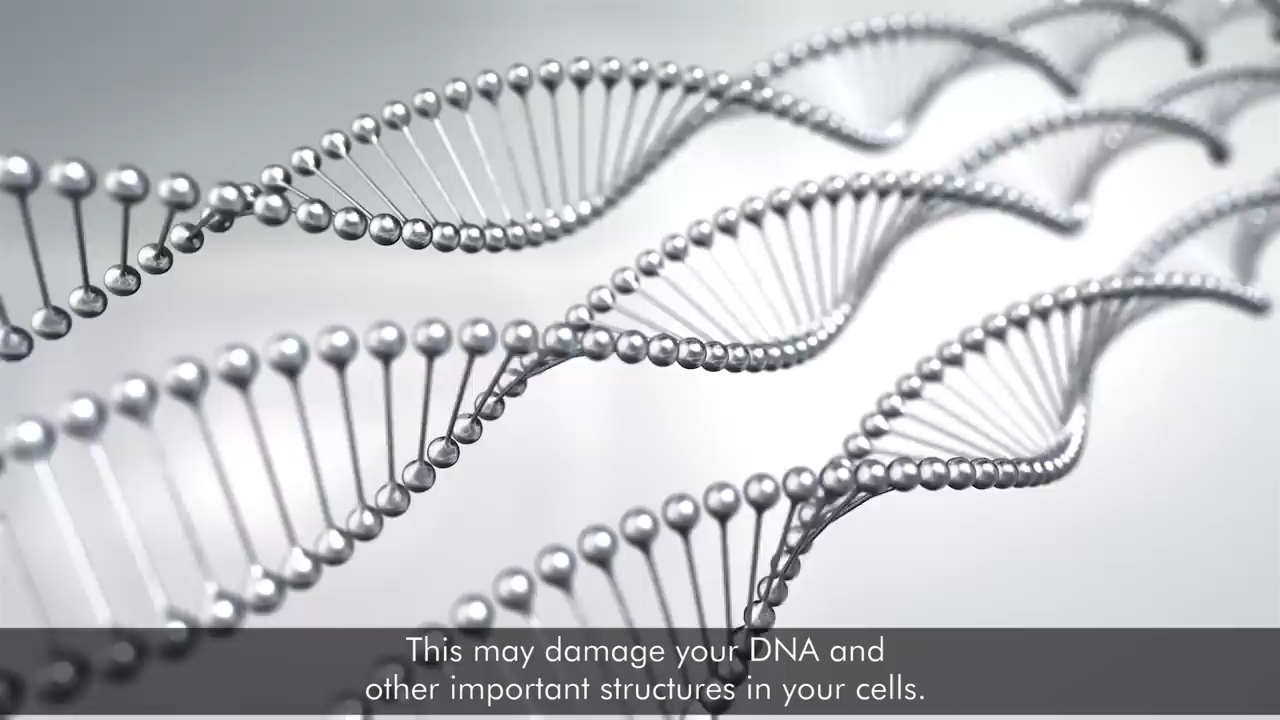 This may damage your DNA and
other important structures in your cells.